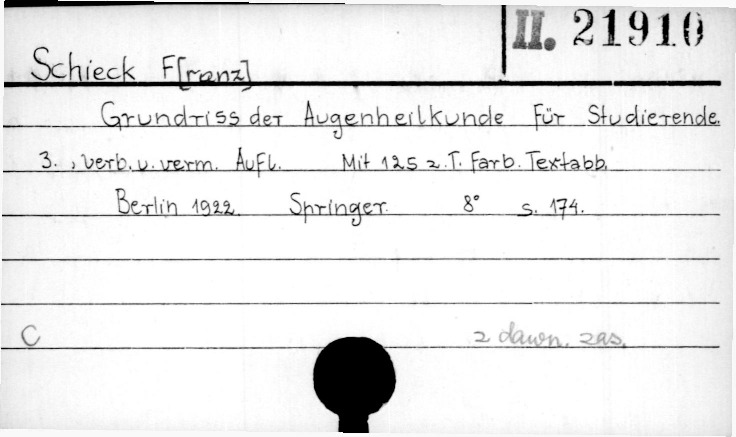 II. 21910
Schieck F[ranz]
Grundriss der Augenheilkunde für Studierende.
3., verb. u. verm. Aufl. Mit 125 z. T. farb. Textabb.
Berlin 1922. Springer. 8° S. 174.
C z dawn. zas.